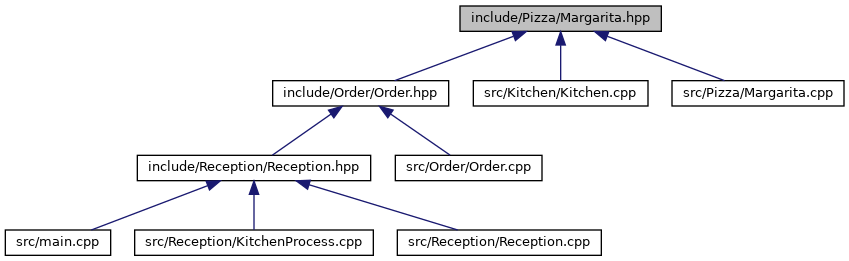 include/Pizza/Margarita.hpp
include/Order/Order.hpp
src/Kitchen/Kitchen.cpp
src/Pizza/Margarita.cpp
include/Reception/Reception.hpp
src/Order/Order.cpp
src/main.cpp
src/Reception/KitchenProcess.cpp
src/Reception/Reception.cpp